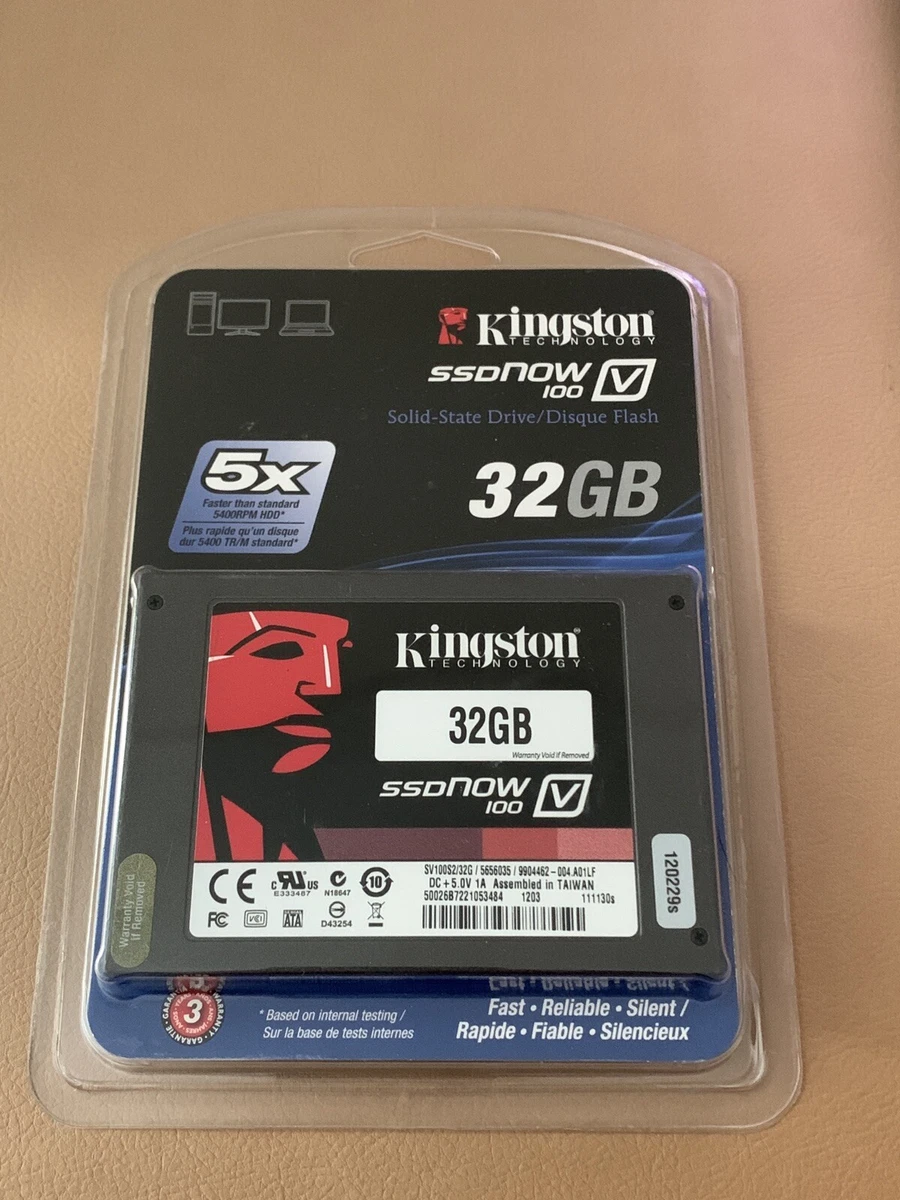 Kingston
TECHNOLOGY
SSDNOW V
100
Solid-State Drive/Disque Flash
5x
Faster than standard
5400RPM HDD*
Plus rapide qu'un disque
dur 5400 TR/M standard*
32GB
Kingston
TECHNOLOGY
32GB
Warranty Void If Removed
SSDNOW V
100
SV100S2/32G / 5656035 / 9904462-004.A01LF
DC +5.0V 1A Assembled in TAIWAN
50026B7221053484 1203 111130s
CE c UR US
E333487
N18647
10
FC
VCI
SATA
D43254
Warranty Void
If Removed
120229s
3
* Based on internal testing /
Sur la base de tests internes
Fast • Reliable • Silent /
Rapide • Fiable • Silencieux